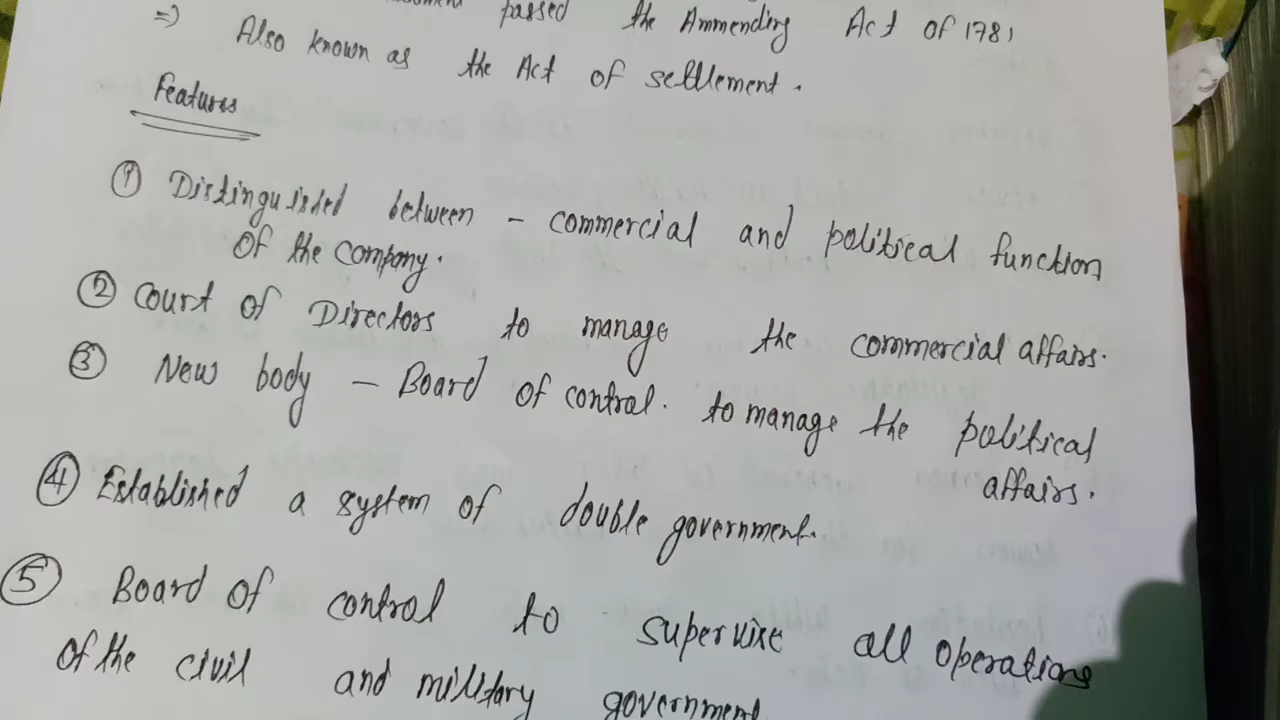 passed the Ammending Act of 1781
=> Also known as the Act of settlement.
Features
① Distinguished between - commercial and political function
of the company.
② Court of Directors to manage the commercial affairs.
③ New body - Board of control. to manage the political
affairs.
④ Established a system of double government.
⑤ Board of control to supervise all operations
of the civil and military government